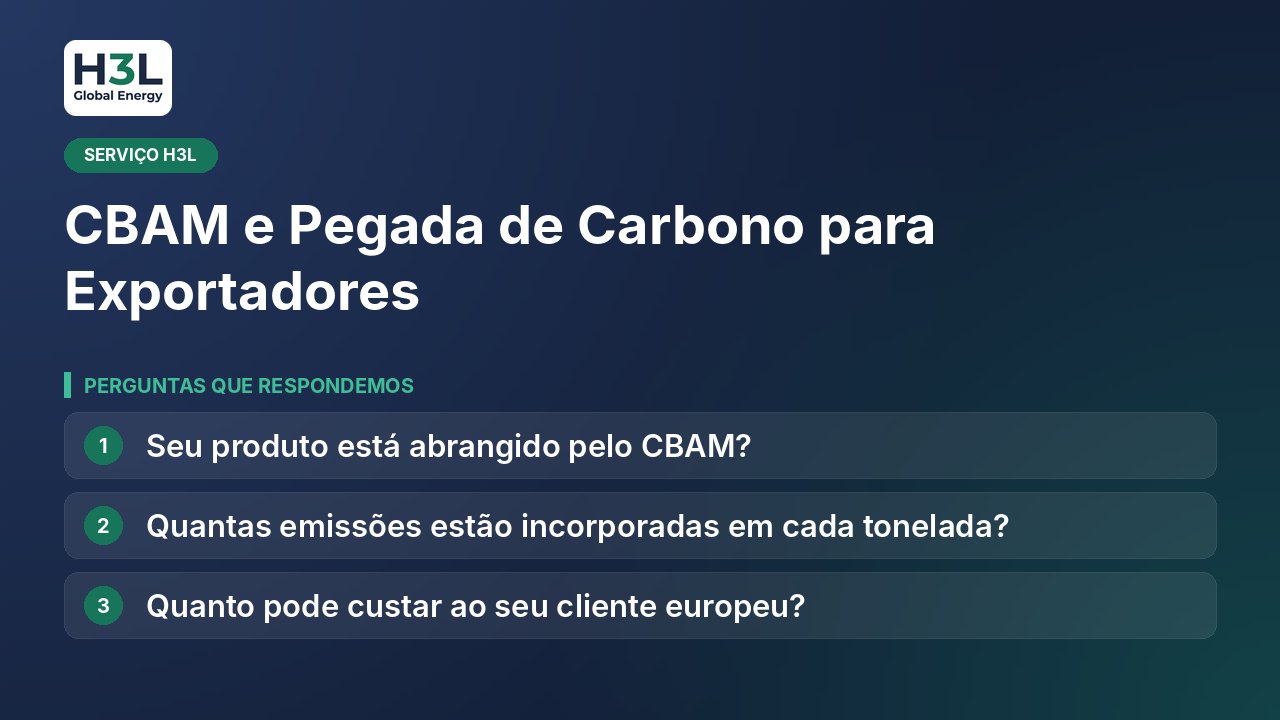 H3L
Global Energy
SERVIÇO H3L
CBAM e Pegada de Carbono para
Exportadores
PERGUNTAS QUE RESPONDEMOS
1 Seu produto está abrangido pelo CBAM?
2 Quantas emissões estão incorporadas em cada tonelada?
3 Quanto pode custar ao seu cliente europeu?